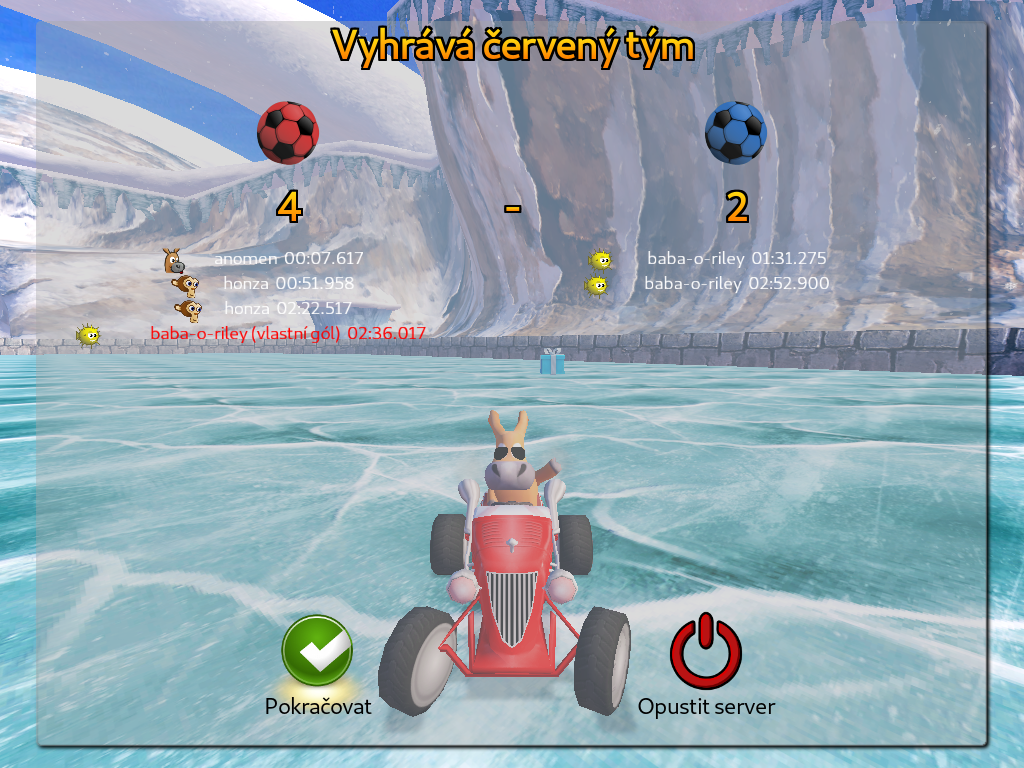 Vyhrává červený tým
4 - 2
anomen 00:07.617
honza 00:51.958
honza 02:22.517
baba-o-riley (vlastní gól) 02:36.017
baba-o-riley 01:31.275
baba-o-riley 02:52.900
Pokračovat
Opustit server